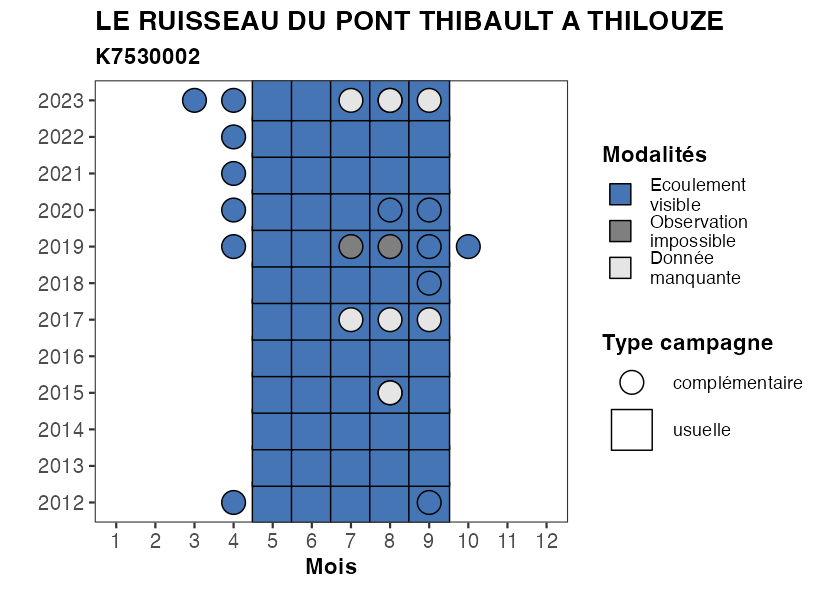 LE RUISSEAU DU PONT THIBAULT A THILOUZE
K7530002
2023
2022
2021
2020
2019
2018
2017
2016
2015
2014
2013
2012
1 2 3 4 5 6 7 8 9 10 11 12
Mois
Modalités
Ecoulement
visible
Observation
impossible
Donnée
manquante
Type campagne
complémentaire
usuelle